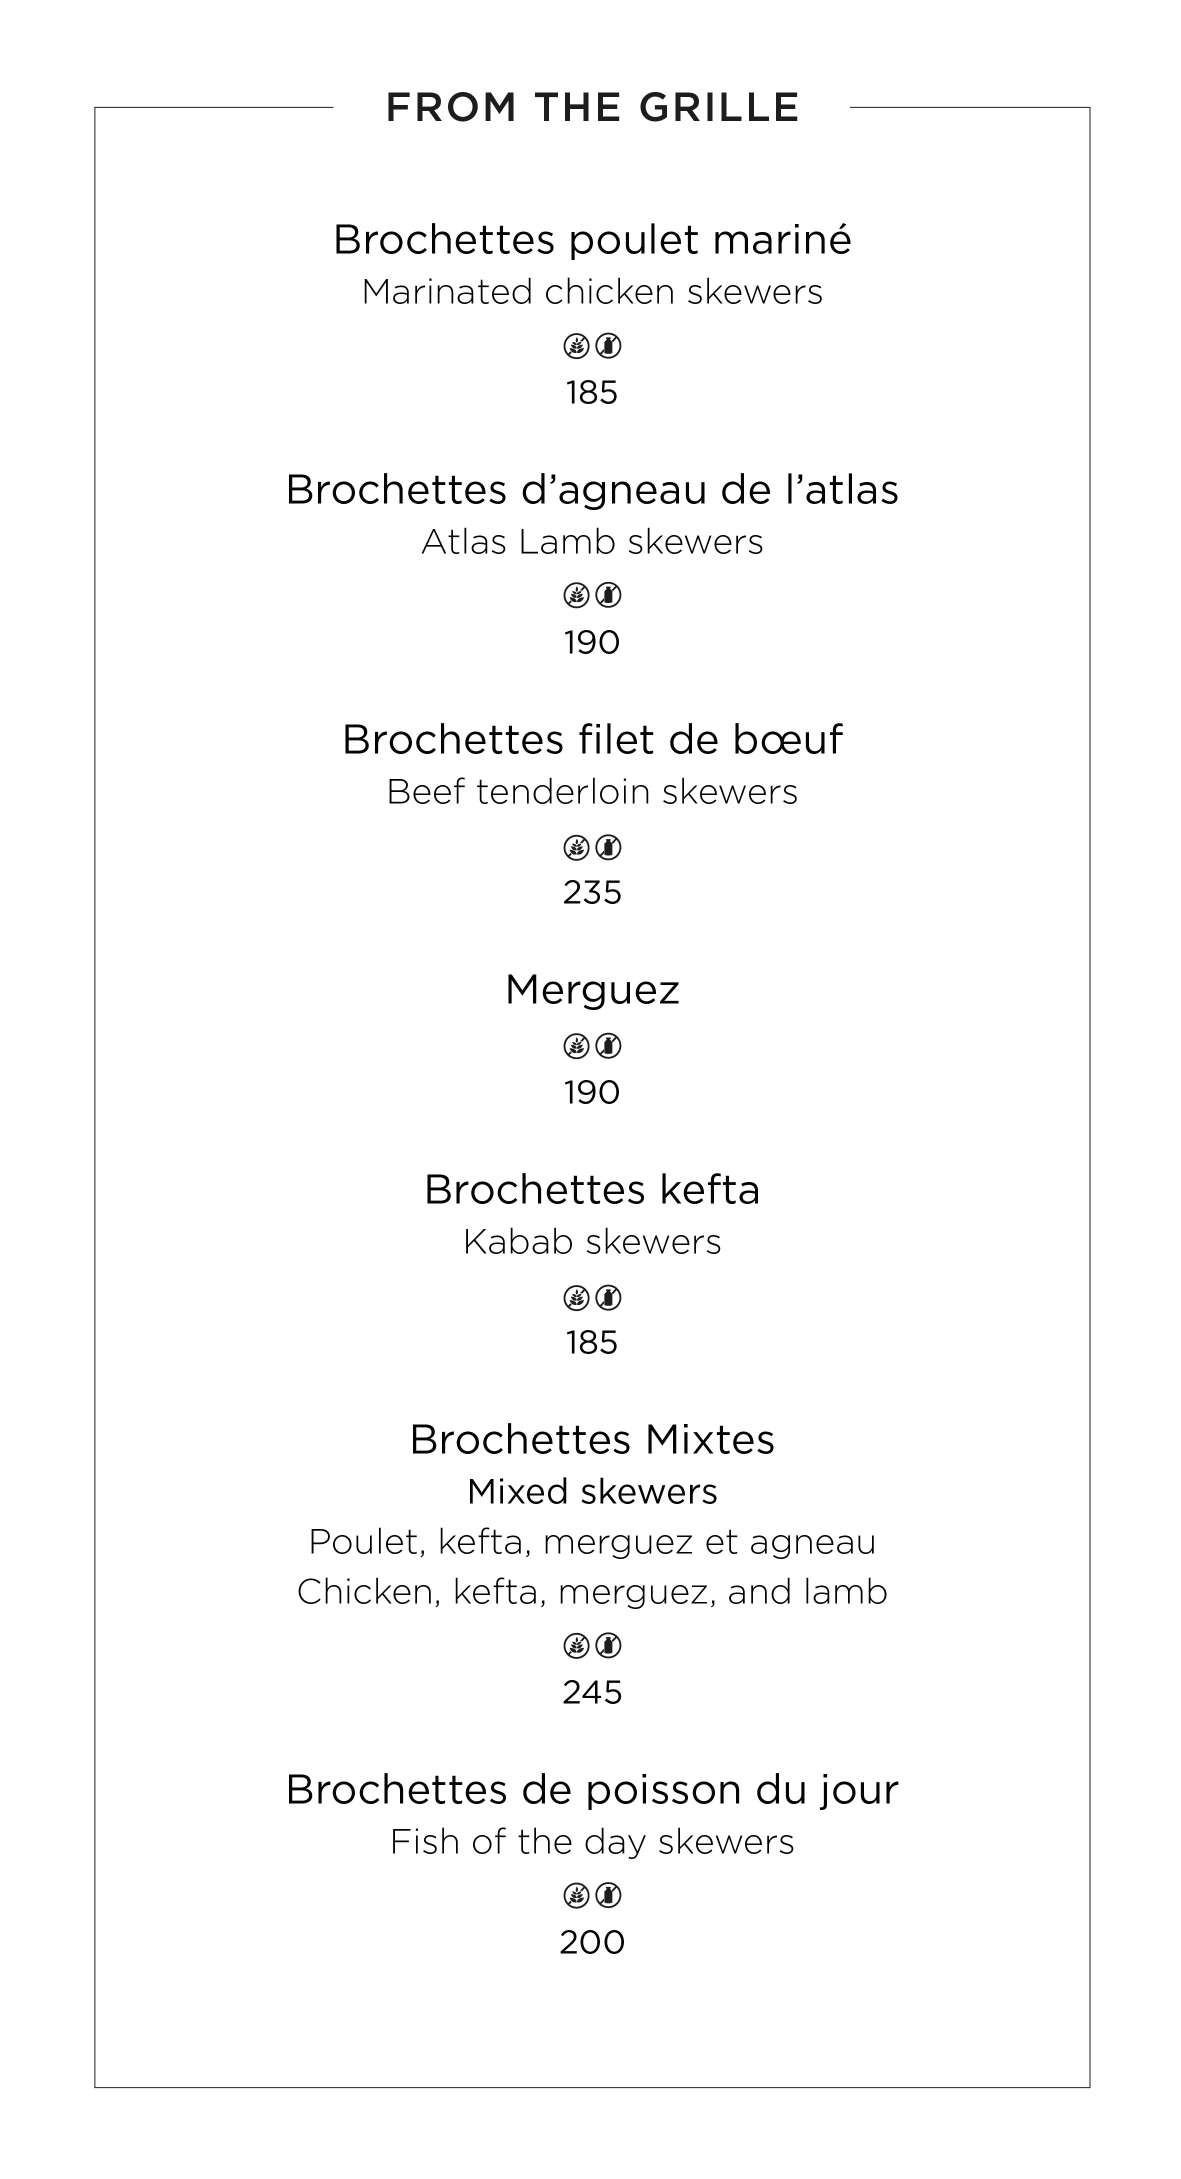 FROM THE GRILLE
Brochettes poulet mariné
Marinated chicken skewers
185
Brochettes d’agneau de l’atlas
Atlas Lamb skewers
190
Brochettes filet de bœuf
Beef tenderloin skewers
235
Merguez
190
Brochettes kefta
Kabab skewers
185
Brochettes Mixtes
Mixed skewers
Poulet, kefta, merguez et agneau
Chicken, kefta, merguez, and lamb
245
Brochettes de poisson du jour
Fish of the day skewers
200